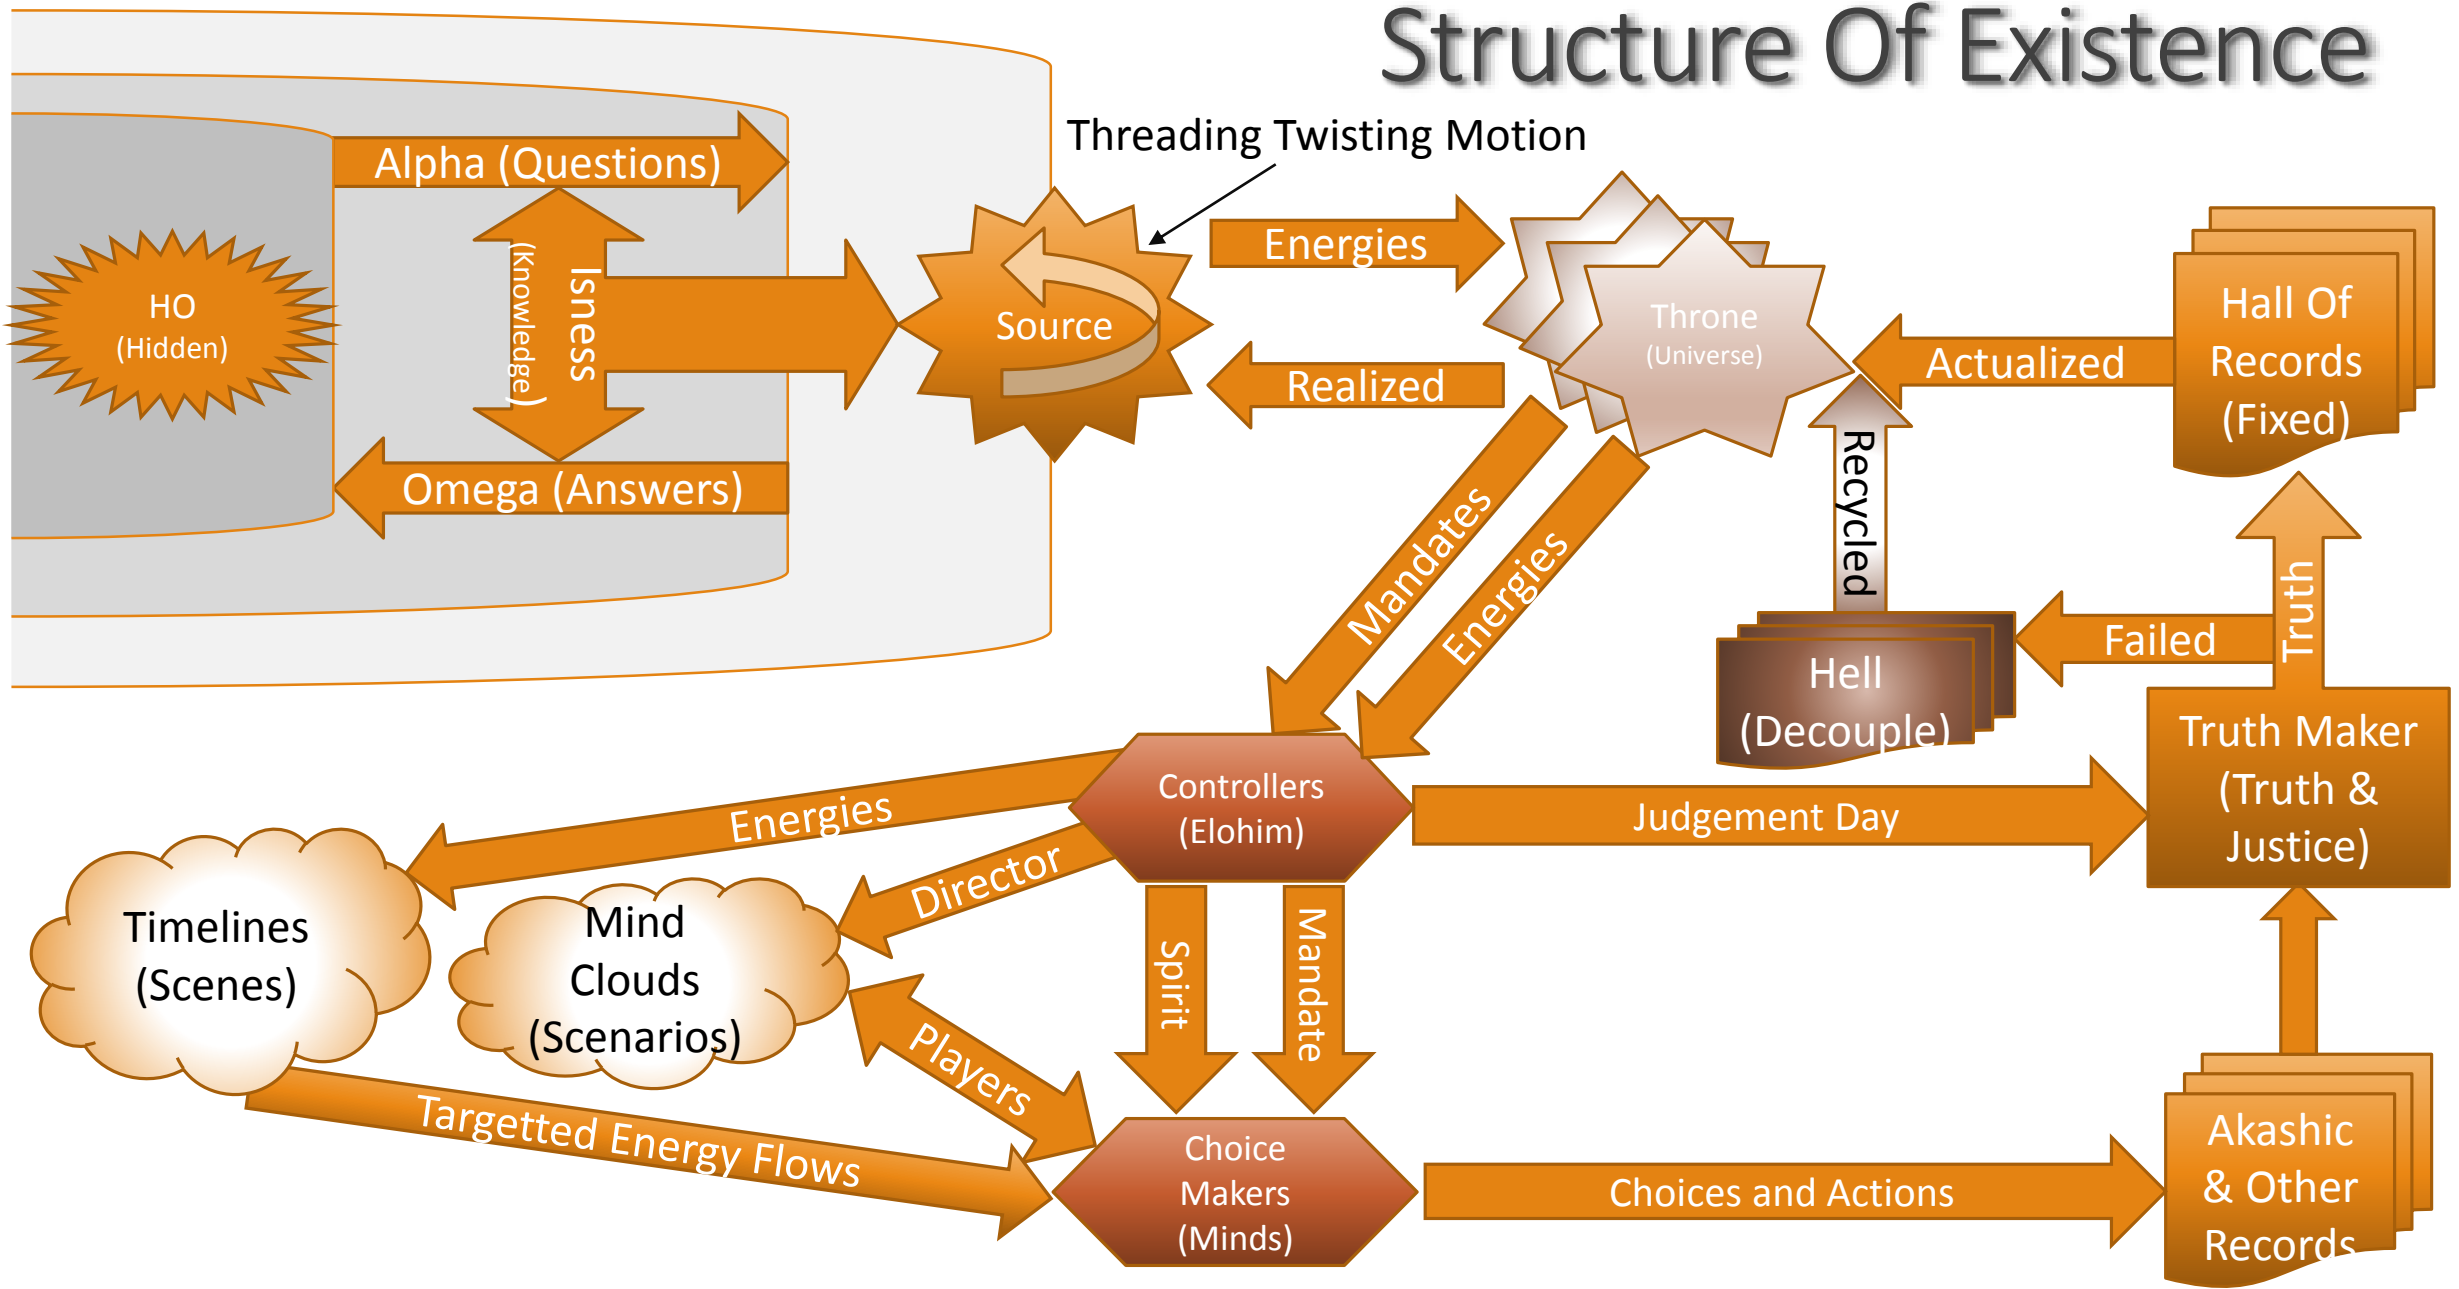 Structure Of Existence
Threading Twisting Motion
Alpha (Questions)
HO
(Hidden)
Isness
(Knowledge)
Omega (Answers)
Source
Energies
Realized
Throne
(Universe)
Actualized
Hall Of
Records
(Fixed)
Recycled
Mandates
Energies
Truth
Failed
Hell
(Decouple)
Truth Maker
(Truth &
Justice)
Controllers
(Elohim)
Judgement Day
Energies
Director
Timelines
(Scenes)
Mind
Clouds
(Scenarios)
Spirit
Mandate
Players
Targetted Energy Flows
Choice
Makers
(Minds)
Choices and Actions
Akashic
& Other
Records